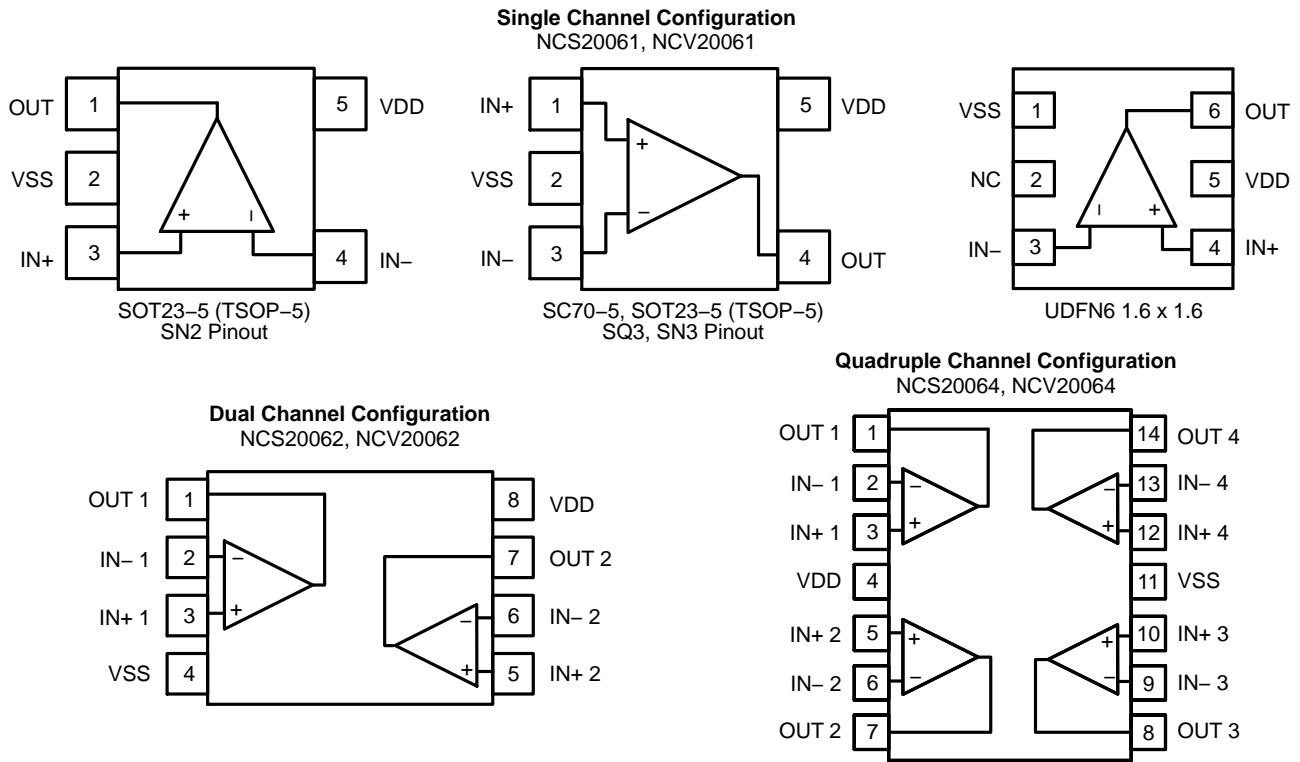 Single Channel Configuration
NCS20061, NCV20061
OUT 1 5 VDD
VSS 2
IN+ 3 4 IN−
+ −
SOT23−5 (TSOP−5)
SN2 Pinout
IN+ 1 5 VDD
+
VSS 2
−
IN− 3 4 OUT
SC70−5, SOT23−5 (TSOP−5)
SQ3, SN3 Pinout
VSS 1 6 OUT
NC 2 5 VDD
− +
IN− 3 4 IN+
UDFN6 1.6 x 1.6
Dual Channel Configuration
NCS20062, NCV20062
OUT 1 1 8 VDD
IN− 1 2 − 7 OUT 2
IN+ 1 3 + − 6 IN− 2
VSS 4 + 5 IN+ 2
Quadruple Channel Configuration
NCS20064, NCV20064
OUT 1 1 14 OUT 4
IN− 1 2 − − 13 IN− 4
IN+ 1 3 + + 12 IN+ 4
VDD 4 11 VSS
IN+ 2 5 + + 10 IN+ 3
IN− 2 6 − − 9 IN− 3
OUT 2 7 8 OUT 3